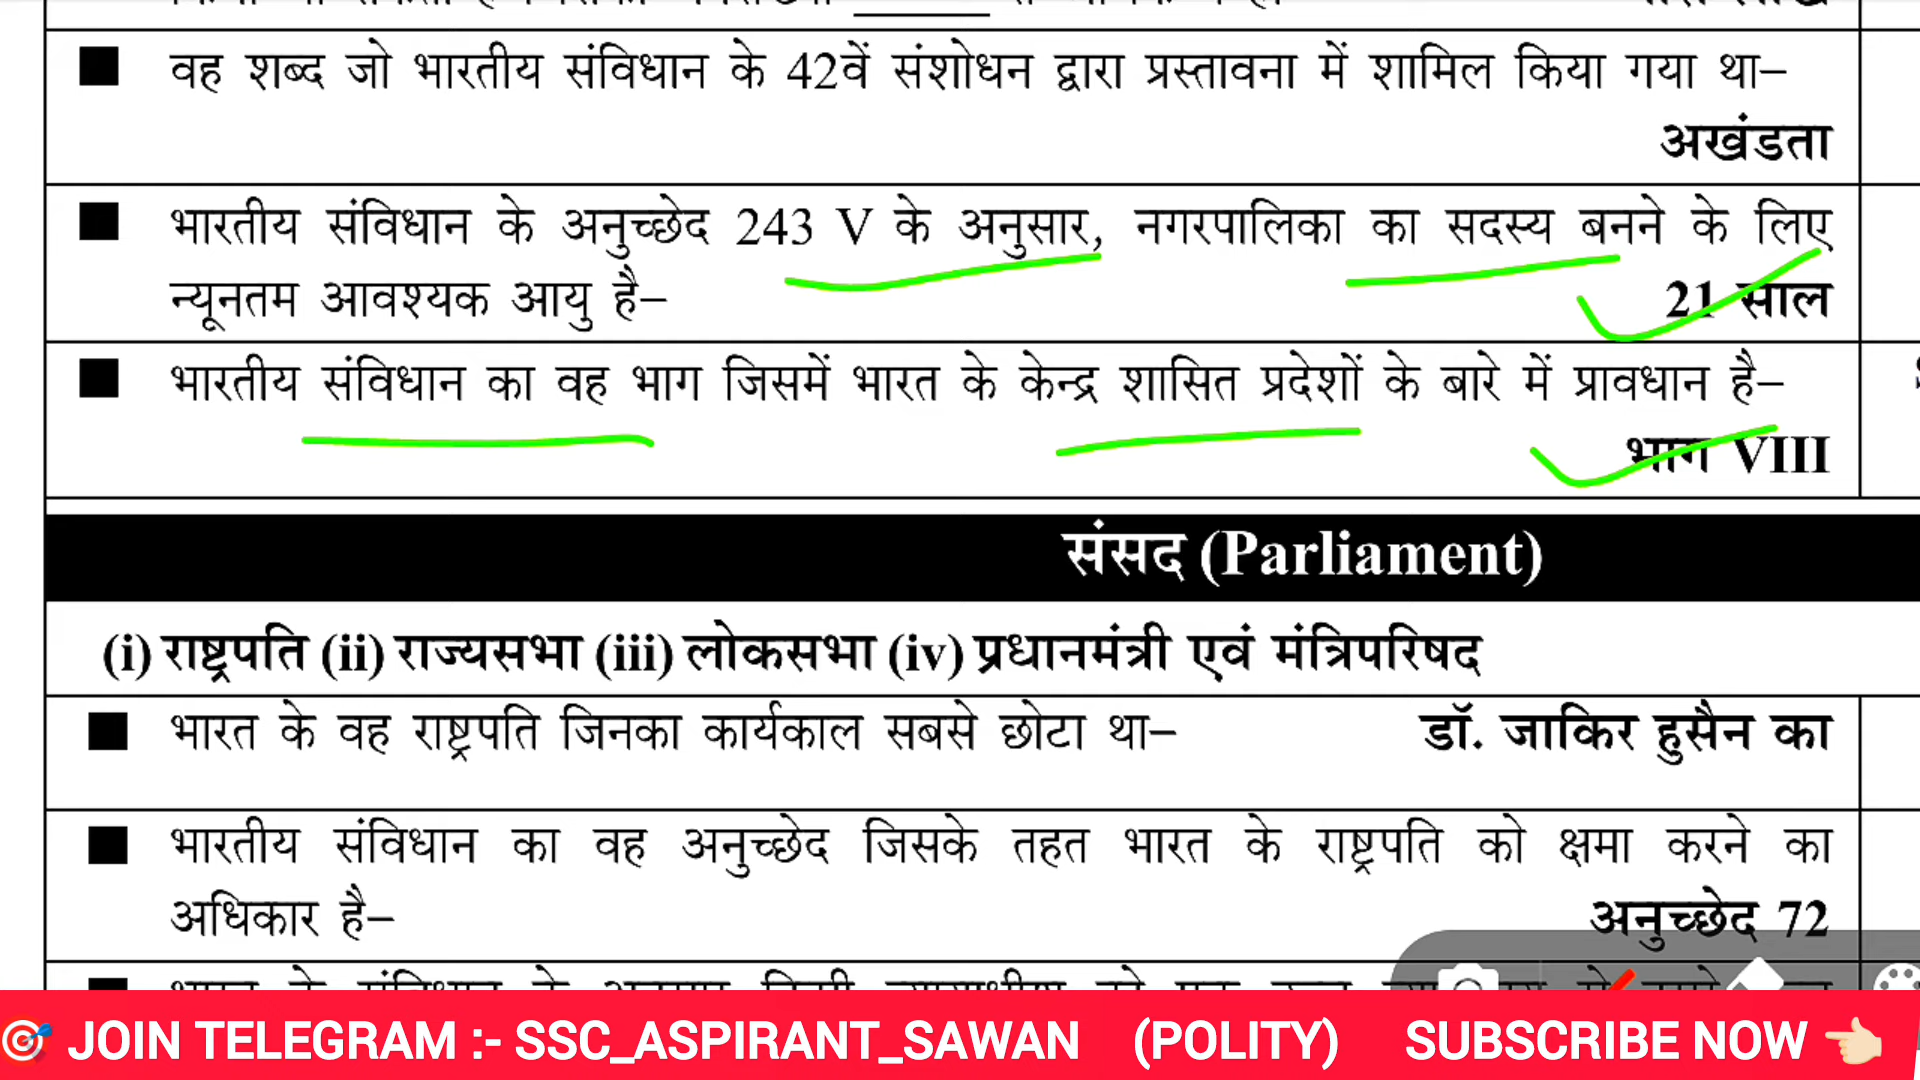 ■ वह शब्द जो भारतीय संविधान के 42वें संशोधन द्वारा प्रस्तावना में शामिल किया गया था–
अखंडता
■ भारतीय संविधान के अनुच्छेद 243 V के अनुसार, नगरपालिका का सदस्य बनने के लिए
न्यूनतम आवश्यक आयु है– 21 साल
■ भारतीय संविधान का वह भाग जिसमें भारत के केन्द्र शासित प्रदेशों के बारे में प्रावधान है–
भाग VIII
संसद (Parliament)
(i) राष्ट्रपति (ii) राज्यसभा (iii) लोकसभा (iv) प्रधानमंत्री एवं मंत्रिपरिषद
■ भारत के वह राष्ट्रपति जिनका कार्यकाल सबसे छोटा था– डॉ. जाकिर हुसैन का
■ भारतीय संविधान का वह अनुच्छेद जिसके तहत भारत के राष्ट्रपति को क्षमा करने का
अधिकार है– अनुच्छेद 72
JOIN TELEGRAM :- SSC_ASPIRANT_SAWAN (POLITY) SUBSCRIBE NOW